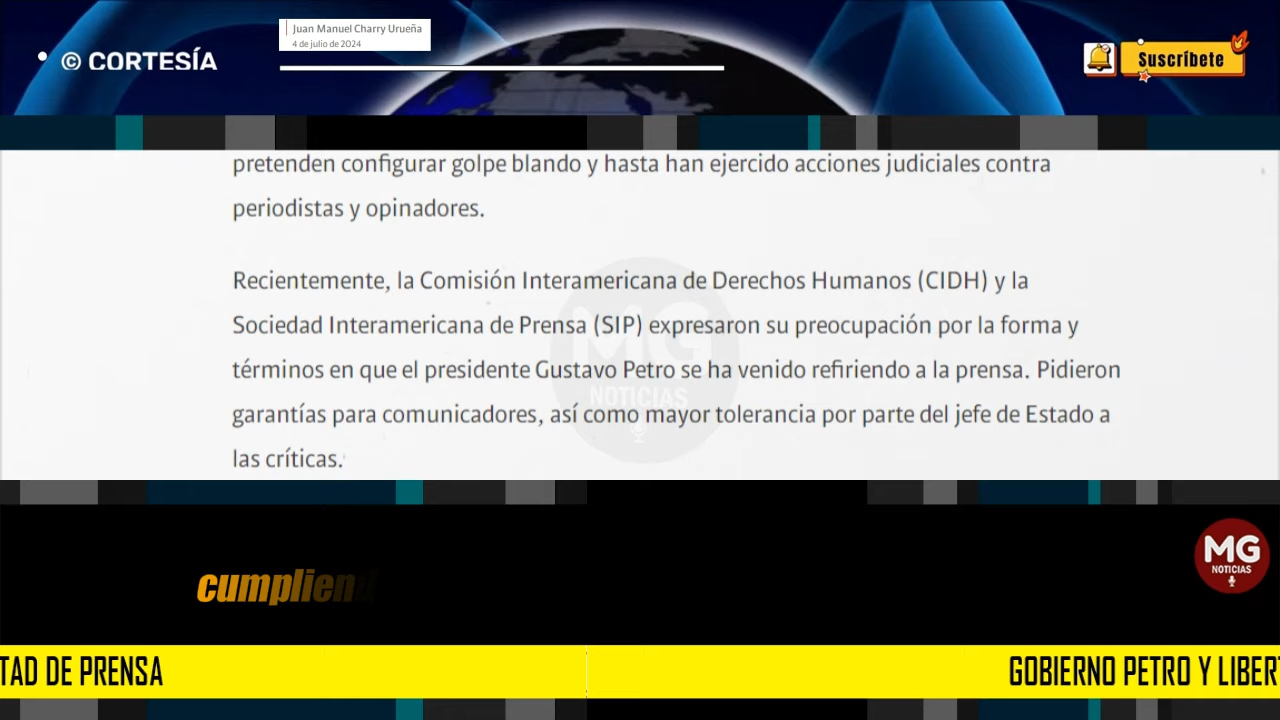 Juan Manuel Charry Urueña
4 de julio de 2024
© CORTESÍA
Suscríbete
pretenden configurar golpe blando y hasta han ejercido acciones judiciales contra
periodistas y opinadores.
Recientemente, la Comisión Interamericana de Derechos Humanos (CIDH) y la
Sociedad Interamericana de Prensa (SIP) expresaron su preocupación por la forma y
términos en que el presidente Gustavo Petro se ha venido refiriendo a la prensa. Pidieron
garantías para comunicadores, así como mayor tolerancia por parte del jefe de Estado a
las críticas.
MG
NOTICIAS
cumpliend
MG
NOTICIAS
TAD DE PRENSA
GOBIERNO PETRO Y LIBERT